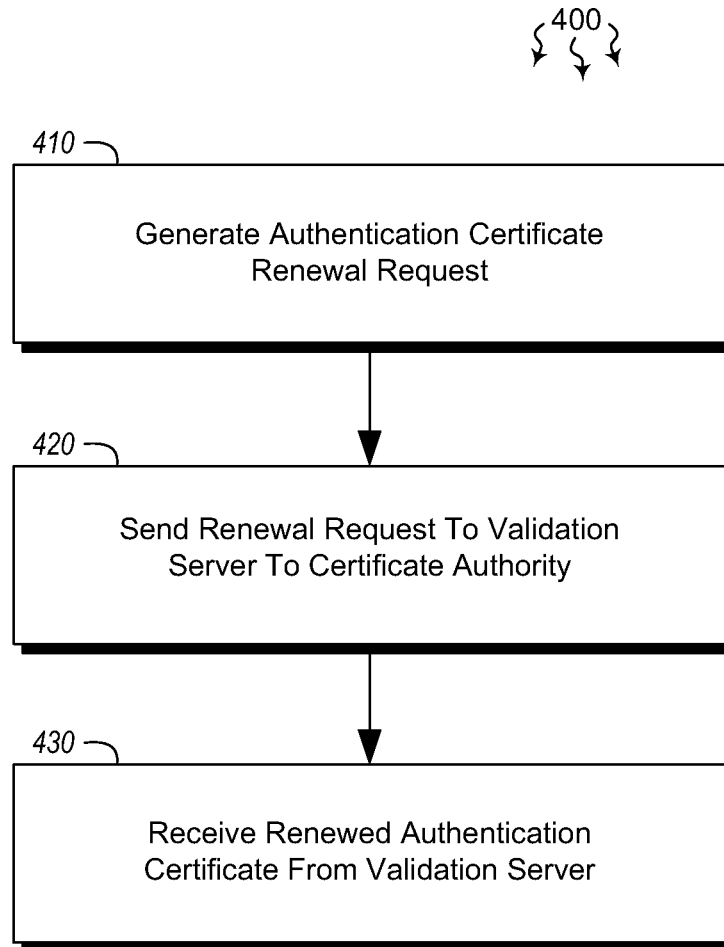 400
410
Generate Authentication Certificate
Renewal Request
420
Send Renewal Request To Validation
Server To Certificate Authority
430
Receive Renewed Authentication
Certificate From Validation Server